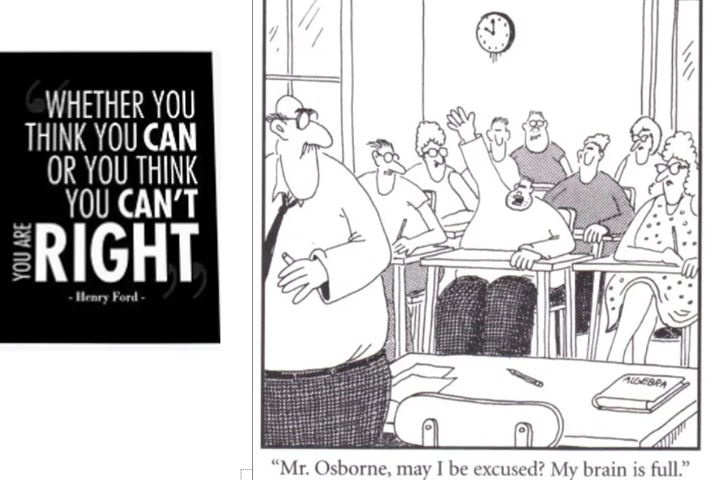 WHETHER YOU
THINK YOU CAN
OR YOU THINK
YOU CAN'T
YOU ARE
RIGHT
- Henry Ford -
ALGEBRA
“Mr. Osborne, may I be excused? My brain is full.”